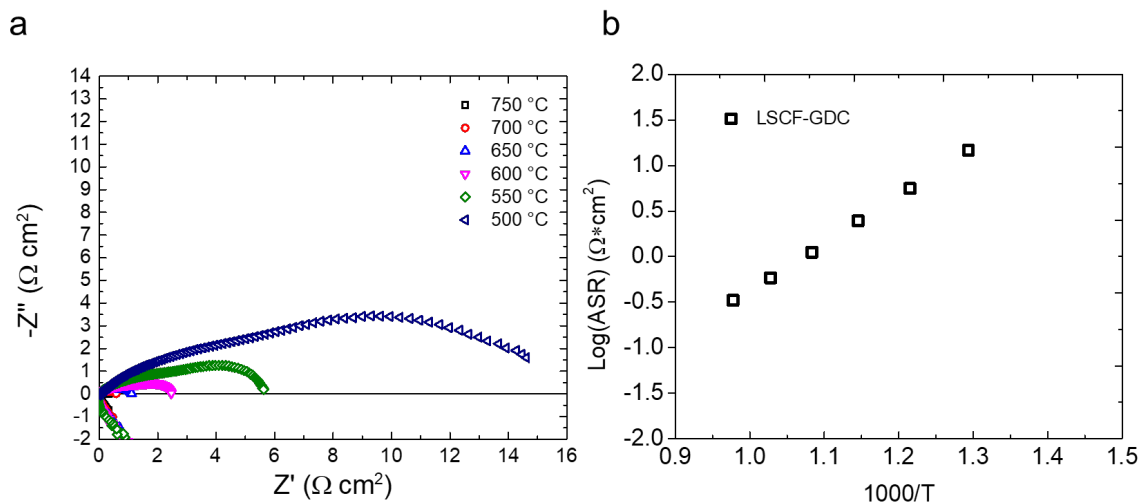 a
14
13
12
11
10
9
8
7
6
5
4
3
2
1
0
-1
-2
-Z'' (Ω cm²)
750 °C
700 °C
650 °C
600 °C
550 °C
500 °C
0 2 4 6 8 10 12 14 16
Z' (Ω cm²)
b
2.0
1.5
1.0
0.5
0.0
-0.5
-1.0
-1.5
-2.0
Log(ASR) (Ω*cm²)
LSCF-GDC
0.9 1.0 1.1 1.2 1.3 1.4 1.5
1000/T